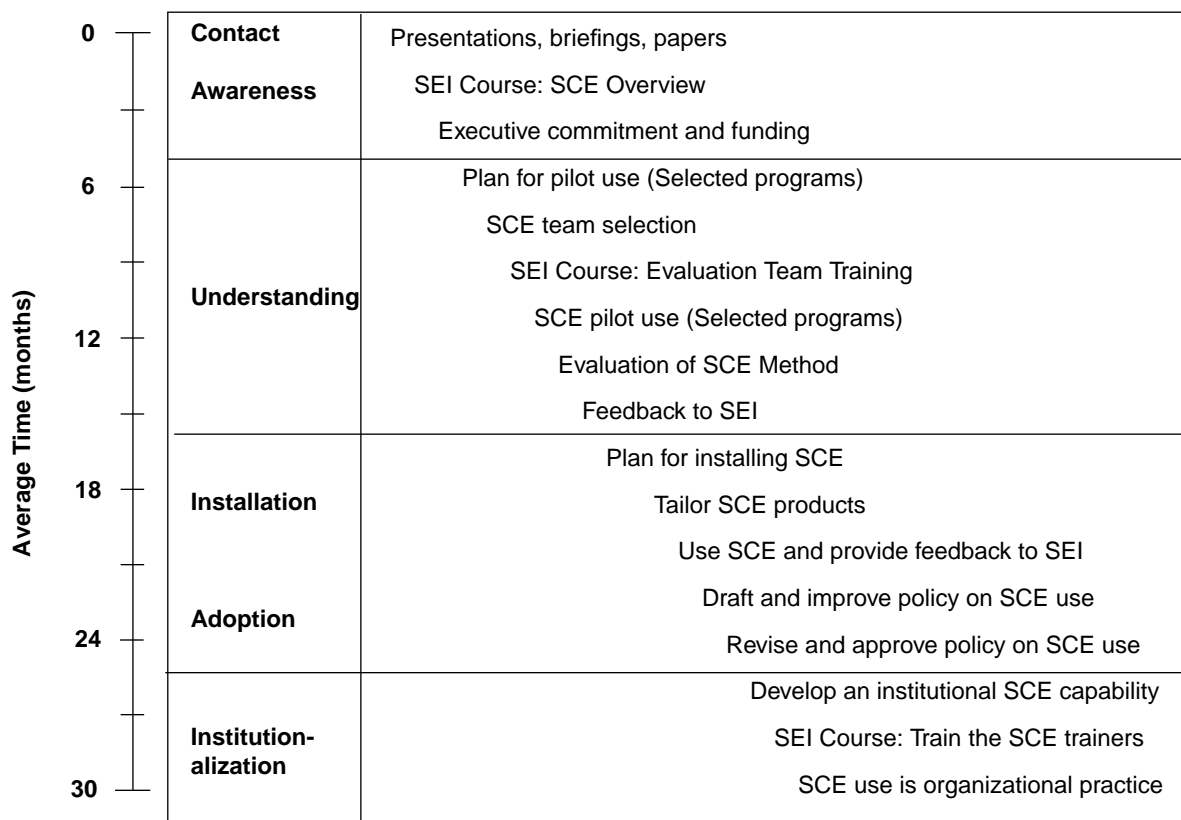 0
Contact
Presentations, briefings, papers
Awareness
SEI Course: SCE Overview
Executive commitment and funding
6
Plan for pilot use (Selected programs)
SCE team selection
SEI Course: Evaluation Team Training
Understanding
SCE pilot use (Selected programs)
12
Evaluation of SCE Method
Feedback to SEI
Average Time (months)
Plan for installing SCE
18
Installation
Tailor SCE products
Use SCE and provide feedback to SEI
Draft and improve policy on SCE use
Adoption
24
Revise and approve policy on SCE use
Develop an institutional SCE capability
Institution-
alization
SEI Course: Train the SCE trainers
30
SCE use is organizational practice